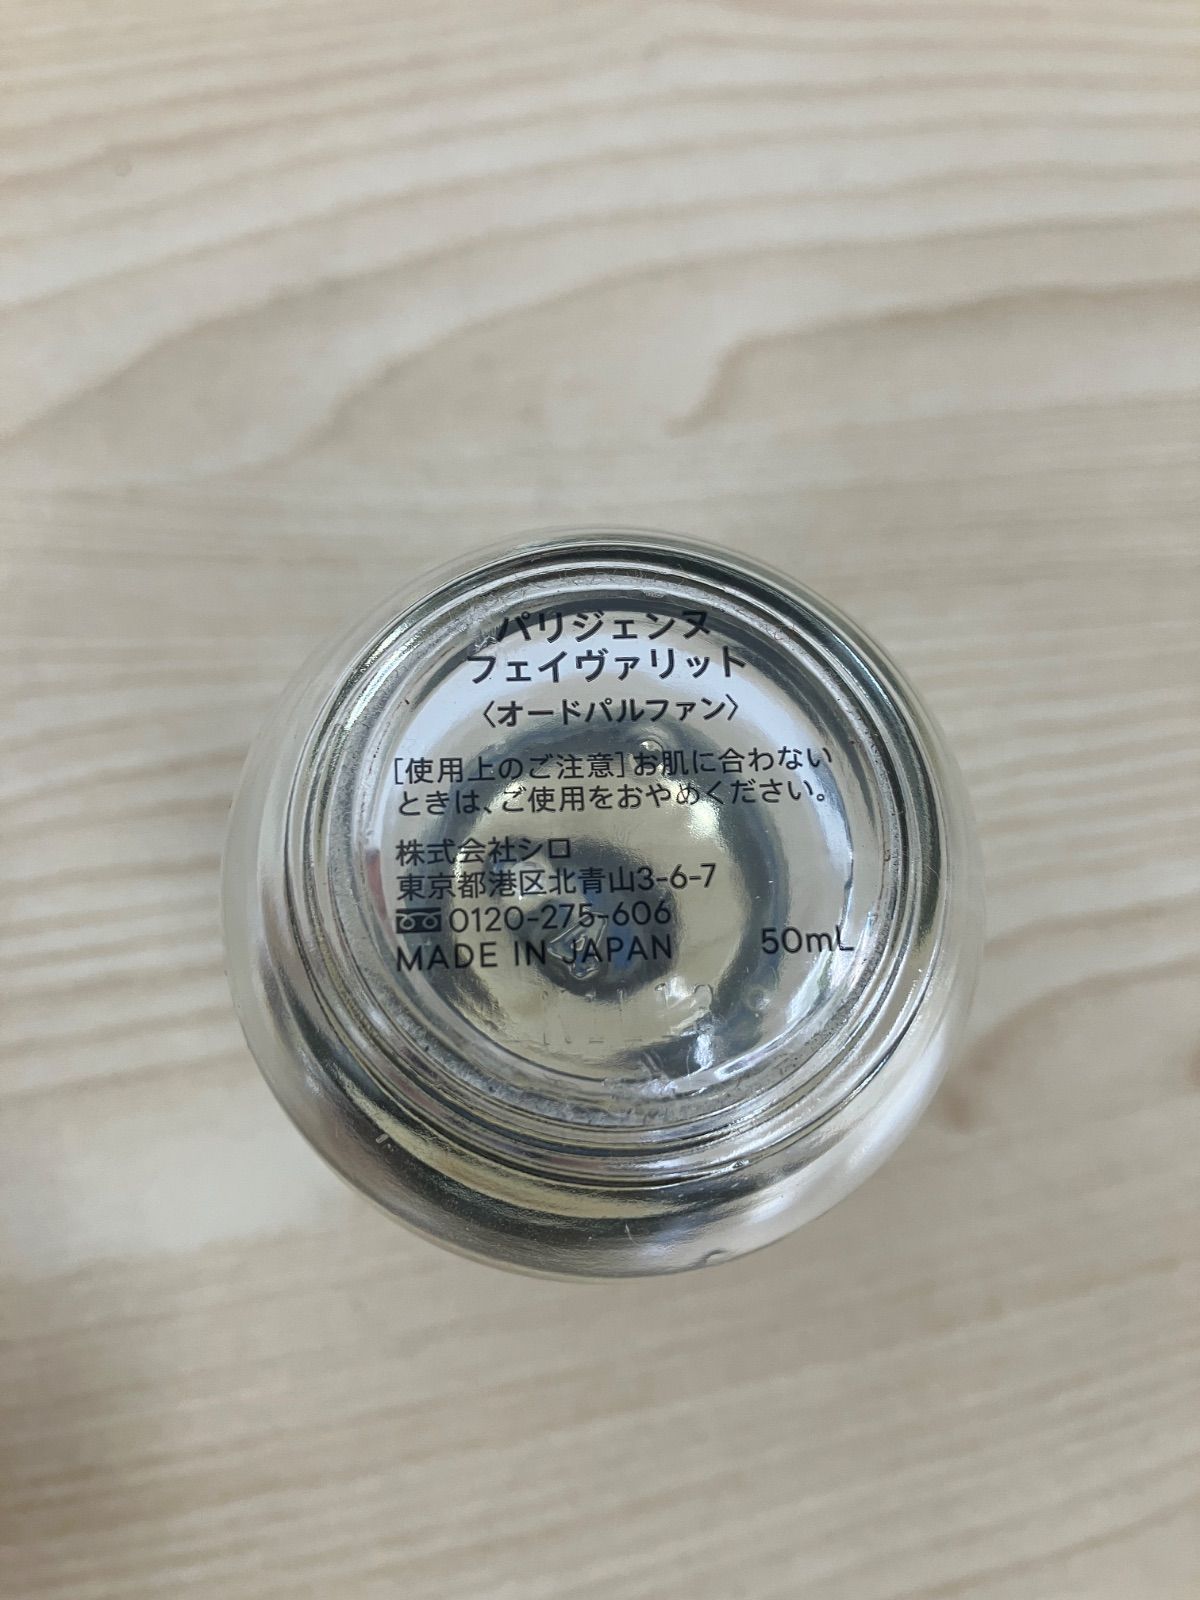 パリジェンヌ
フェイヴァリット
〈オードパルファン〉
[使用上のご注意]お肌に合わない
ときは、ご使用をおやめください。
株式会社シロ
東京都港区北青山3-6-7
0120-275-606
MADE IN JAPAN 50mL